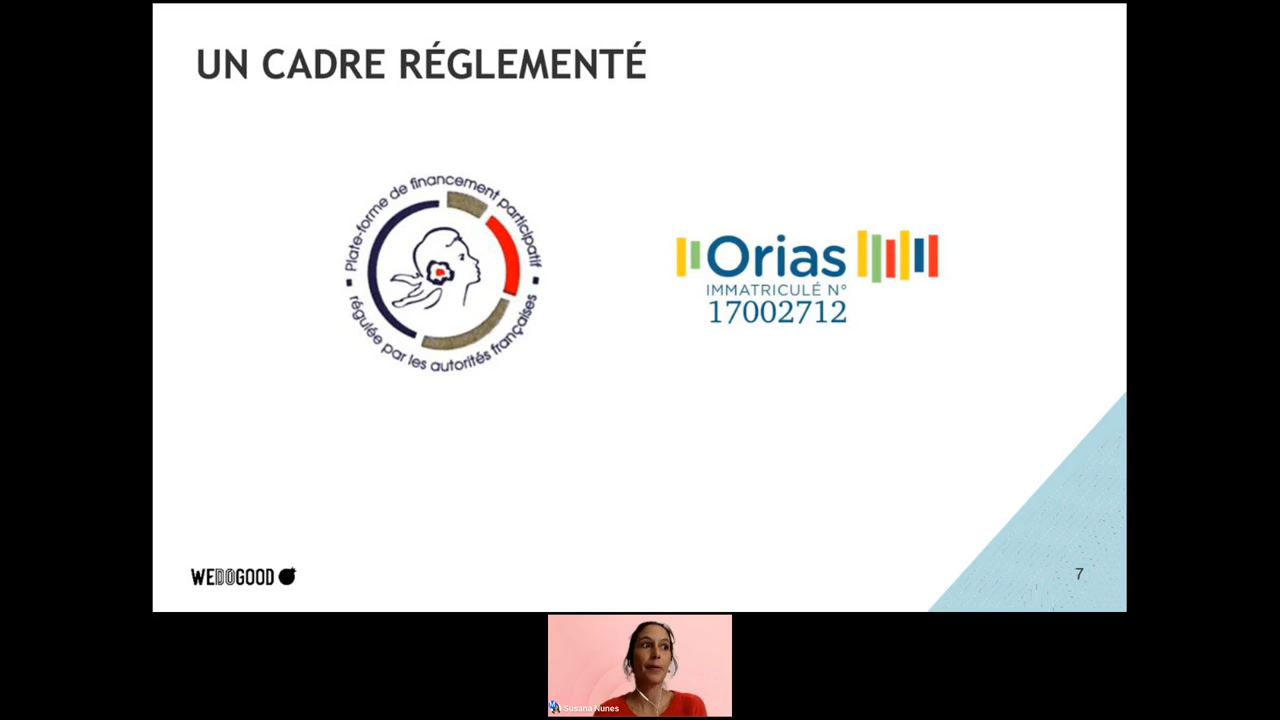 UN CADRE RÉGLEMENTÉ
Plate-forme de financement participatif
régulée par les autorités françaises
Orias
IMMATRICULÉ N°
17002712
WEDOGOOD
7
Susana Nunes